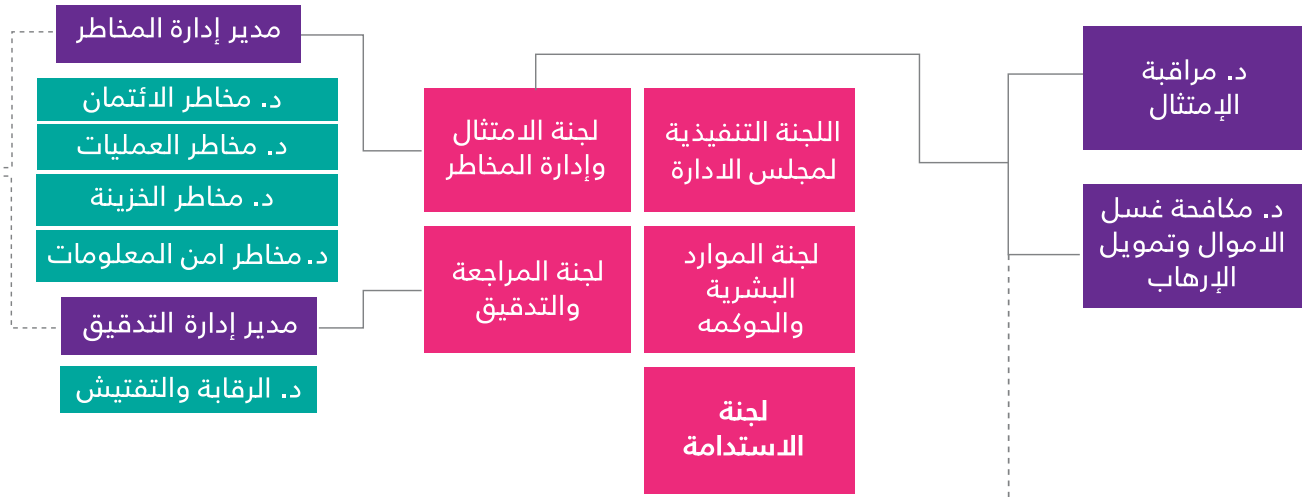 د. مراقبة
الإمتثال
د. مكافحة غسل
الاموال وتمويل
الإرهاب
اللجنة التنفيذية
لمجلس الادارة
لجنة الامتثال
وإدارة المخاطر
لجنة الموارد
البشرية
والحوكمه
لجنة المراجعة
والتدقيق
لجنة
الاستدامة
مدير إدارة المخاطر
د. مخاطر الائتمان
د. مخاطر العمليات
د. مخاطر الخزينة
د. مخاطر امن المعلومات
مدير إدارة التدقيق
د. الرقابة والتفتيش